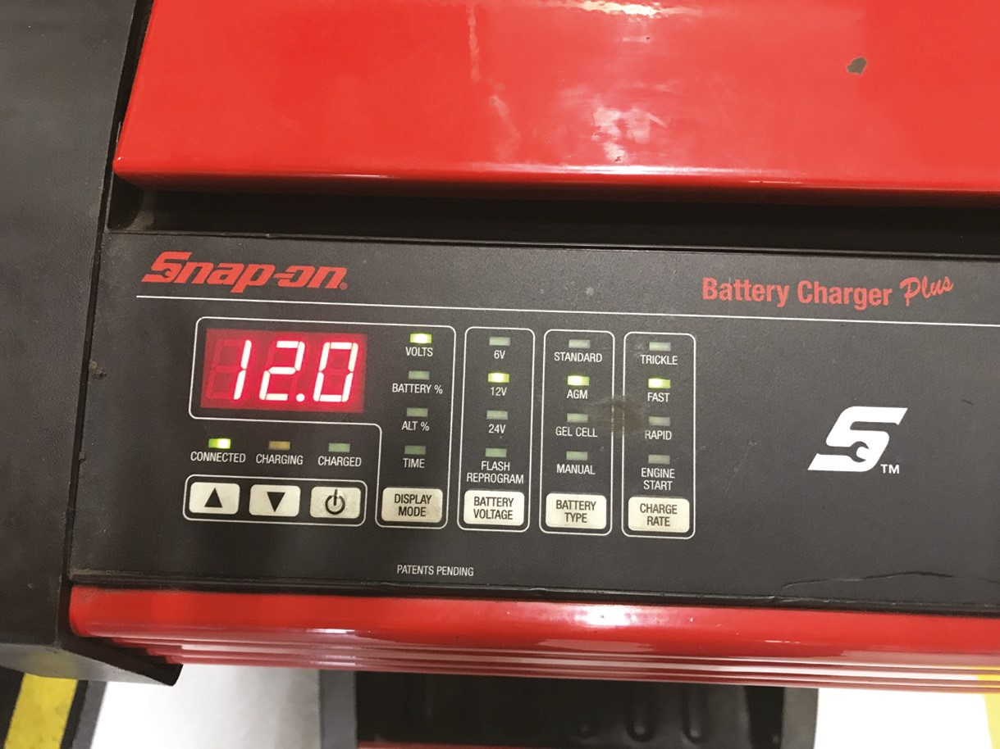 Snap-on®
Battery Charger Plus
12.0
VOLTS
BATTERY %
ALT %
TIME
CONNECTED
CHARGING
CHARGED
DISPLAY
MODE
6V
12V
24V
FLASH
REPROGRAM
BATTERY
VOLTAGE
STANDARD
AGM
GEL CELL
MANUAL
BATTERY
TYPE
TRICKLE
FAST
RAPID
ENGINE
START
CHARGE
RATE
S™
PATENTS PENDING